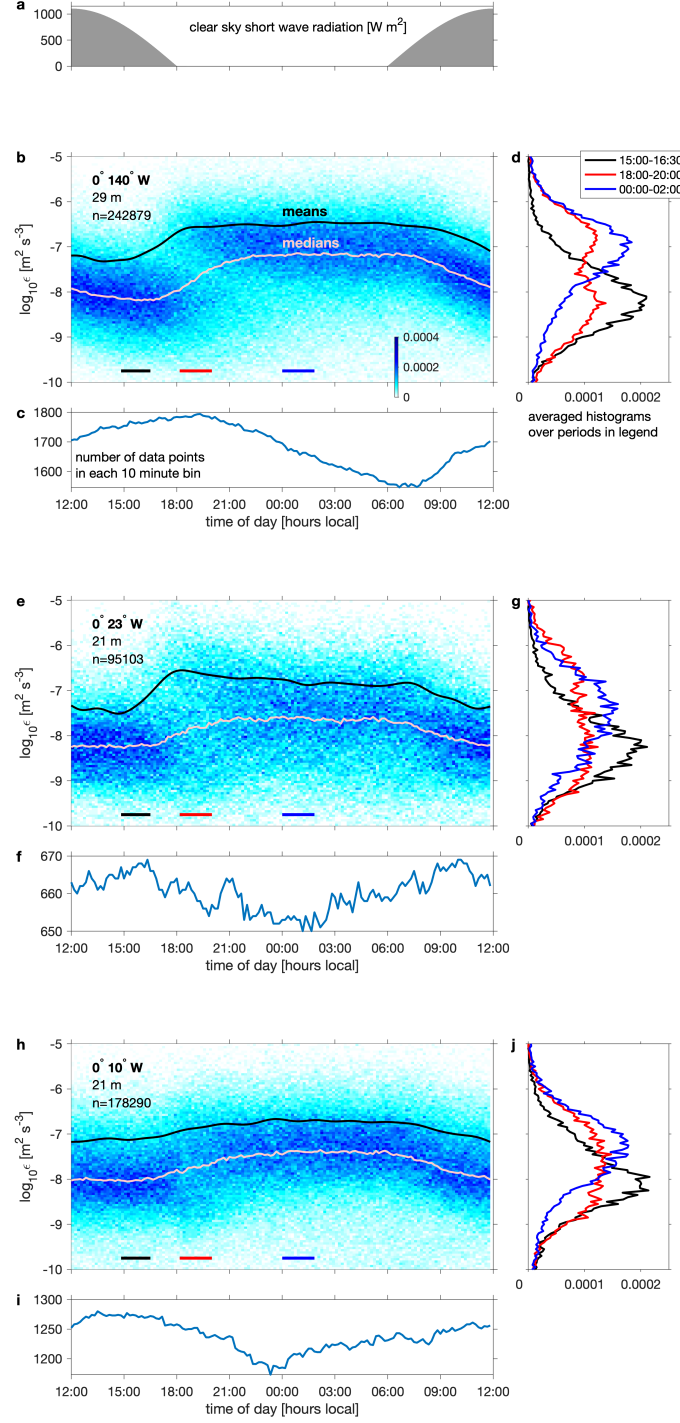 a
1000
500
0
clear sky short wave radiation [W m²]
b
-5
-6
-7
-8
-9
-10
log₁₀ε [m² s⁻³]
0° 140° W
29 m
n=242879
means
medians
0.0004
0.0002
0
d
15:00-16:30
18:00-20:00
00:00-02:00
0 0.0001 0.0002
averaged histograms
over periods in legend
c
1800
1700
1600
number of data points
in each 10 minute bin
12:00 15:00 18:00 21:00 00:00 03:00 06:00 09:00 12:00
time of day [hours local]
e
-5
-6
-7
-8
-9
-10
log₁₀ε [m² s⁻³]
0° 23° W
21 m
n=95103
g
0 0.0001 0.0002
f
670
660
650
12:00 15:00 18:00 21:00 00:00 03:00 06:00 09:00 12:00
time of day [hours local]
h
-5
-6
-7
-8
-9
-10
log₁₀ε [m² s⁻³]
0° 10° W
21 m
n=178290
j
0 0.0001 0.0002
i
1300
1250
1200
12:00 15:00 18:00 21:00 00:00 03:00 06:00 09:00 12:00
time of day [hours local]